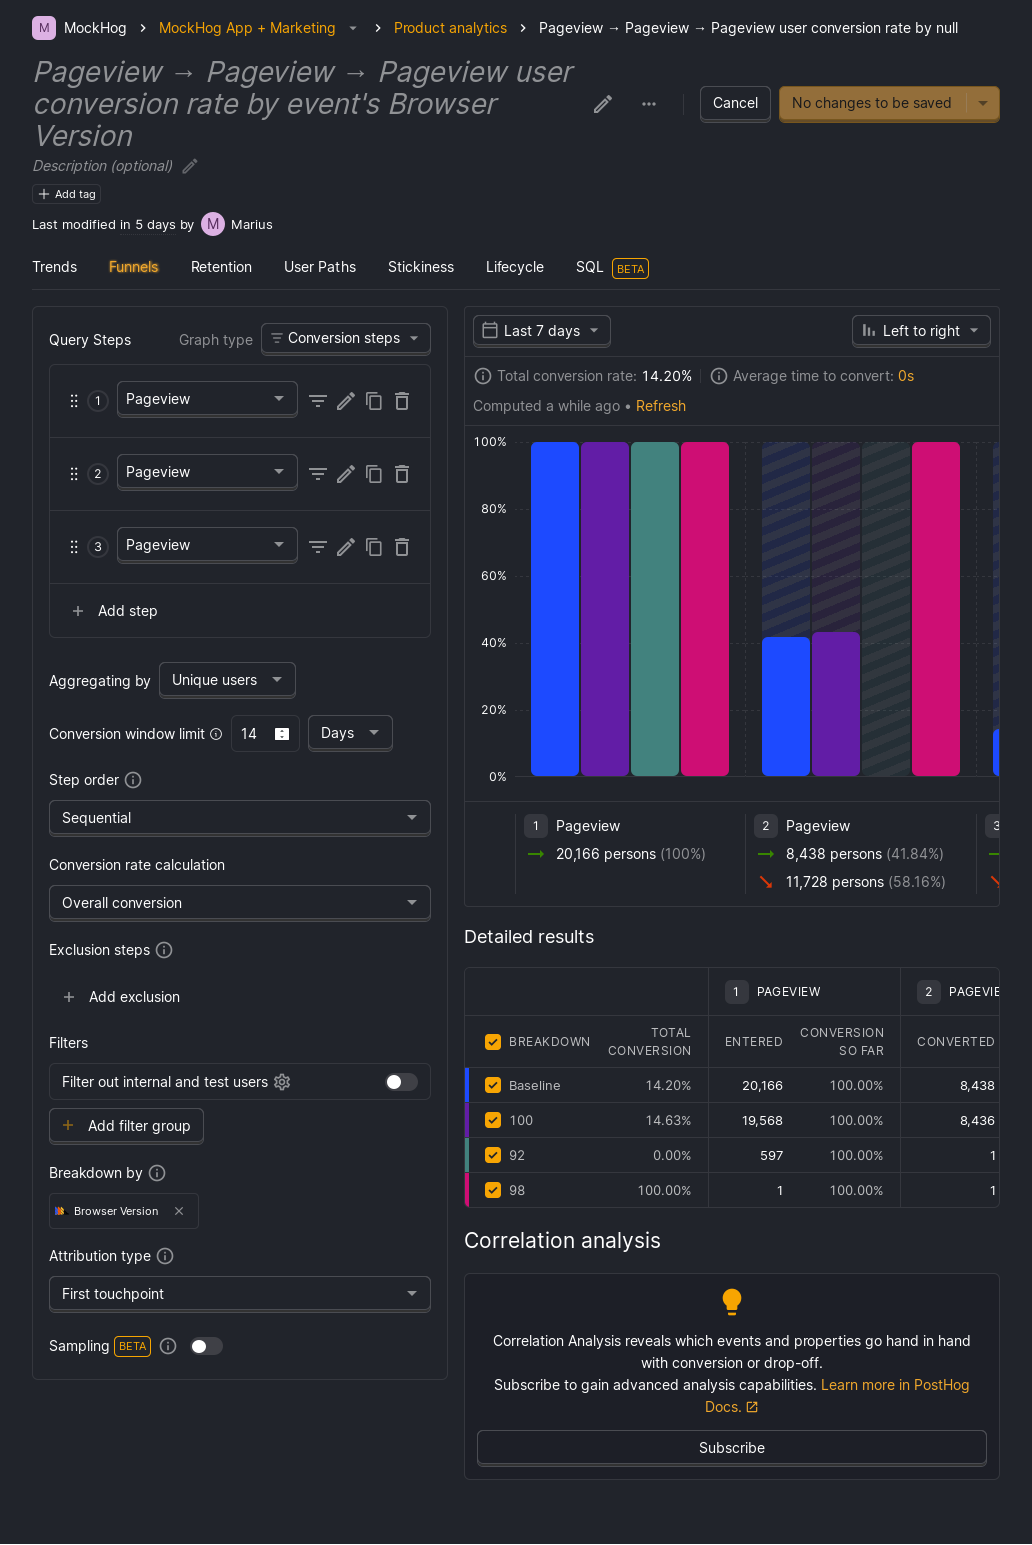 M MockHog > MockHog App + Marketing > Product analytics > Pageview → Pageview → Pageview user conversion rate by null
Pageview → Pageview → Pageview user
conversion rate by event's Browser
Version
Cancel
No changes to be saved
Description (optional)
+ Add tag
Last modified in 5 days by M Marius
Trends Funnels Retention User Paths Stickiness Lifecycle SQL BETA
Query Steps Graph type Conversion steps
1 Pageview
2 Pageview
3 Pageview
+ Add step
Aggregating by Unique users
Conversion window limit 14 Days
Step order
Sequential
Conversion rate calculation
Overall conversion
Exclusion steps
+ Add exclusion
Filters
Filter out internal and test users
+ Add filter group
Breakdown by
Browser Version
Attribution type
First touchpoint
Sampling BETA
Last 7 days Left to right
Total conversion rate: 14.20% Average time to convert: 0s
Computed a while ago • Refresh
100%
80%
60%
40%
20%
0%
1 Pageview 2 Pageview 3
20,166 persons (100%) 8,438 persons (41.84%)
11,728 persons (58.16%)
Detailed results
1 PAGEVIEW 2 PAGEVIE
BREAKDOWN TOTAL CONVERSION ENTERED CONVERSION SO FAR CONVERTED
Baseline 14.20% 20,166 100.00% 8,438
100 14.63% 19,568 100.00% 8,436
92 0.00% 597 100.00% 1
98 100.00% 1 100.00% 1
Correlation analysis
Correlation Analysis reveals which events and properties go hand in hand
with conversion or drop-off.
Subscribe to gain advanced analysis capabilities. Learn more in PostHog
Docs.
Subscribe